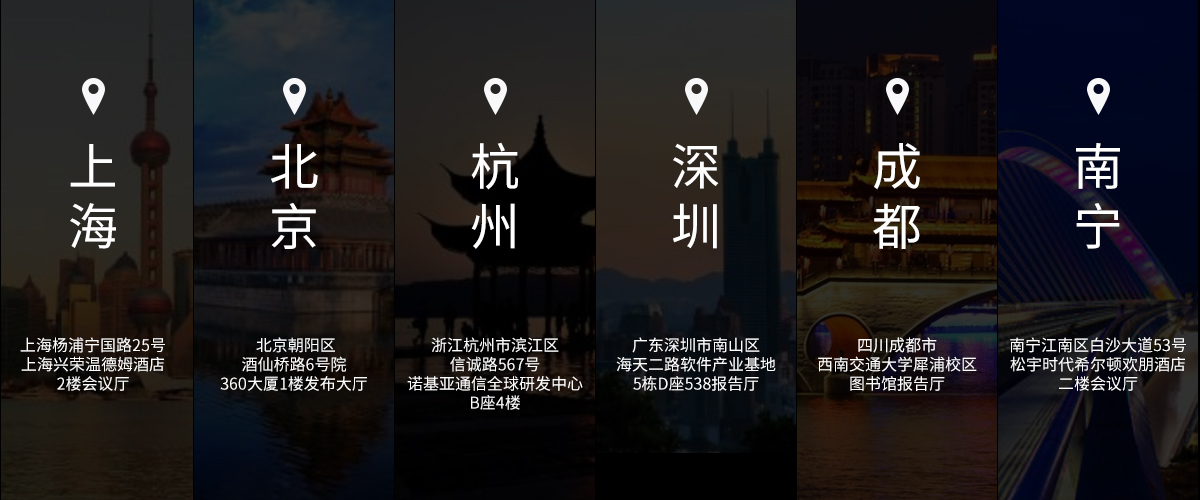 上
海
上海杨浦宁国路25号
上海兴荣温德姆酒店
2楼会议厅
北
京
北京朝阳区
酒仙桥路6号院
360大厦1楼发布大厅
杭
州
浙江杭州市滨江区
信诚路567号
诺基亚通信全球研发中心
B座4楼
深
圳
广东深圳市南山区
海天二路软件产业基地
5栋D座538报告厅
成
都
四川成都市
西南交通大学犀浦校区
图书馆报告厅
南
宁
南宁江南区白沙大道53号
松宇时代希尔顿欢朋酒店
二楼会议厅